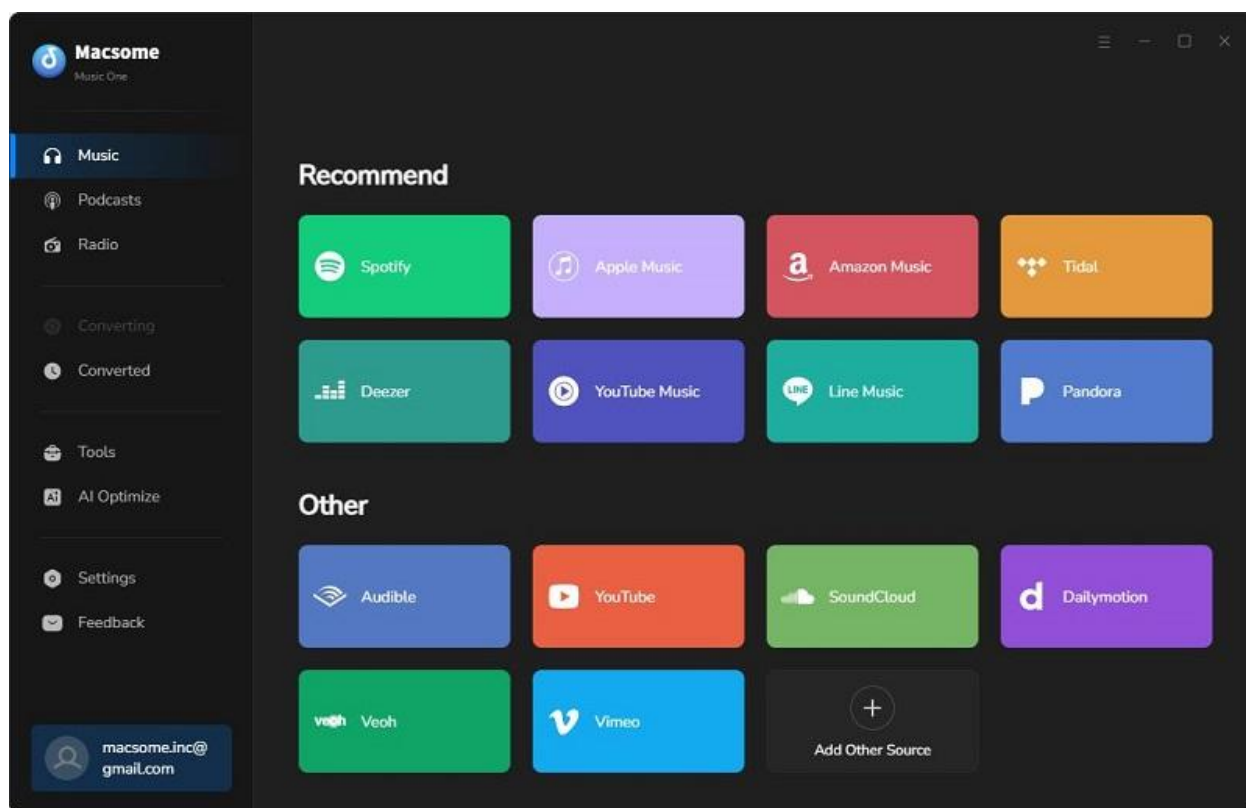 Macsome
Music One
Music
Podcasts
Radio
Converting
Converted
Tools
AI Optimize
Settings
Feedback
macsome.inc@
gmail.com
Recommend
Spotify
Apple Music
a Amazon Music
Tidal
Deezer
YouTube Music
LINE Line Music
Pandora
Other
Audible
YouTube
SoundCloud
d Dailymotion
veoh Veoh
Vimeo
Add Other Source